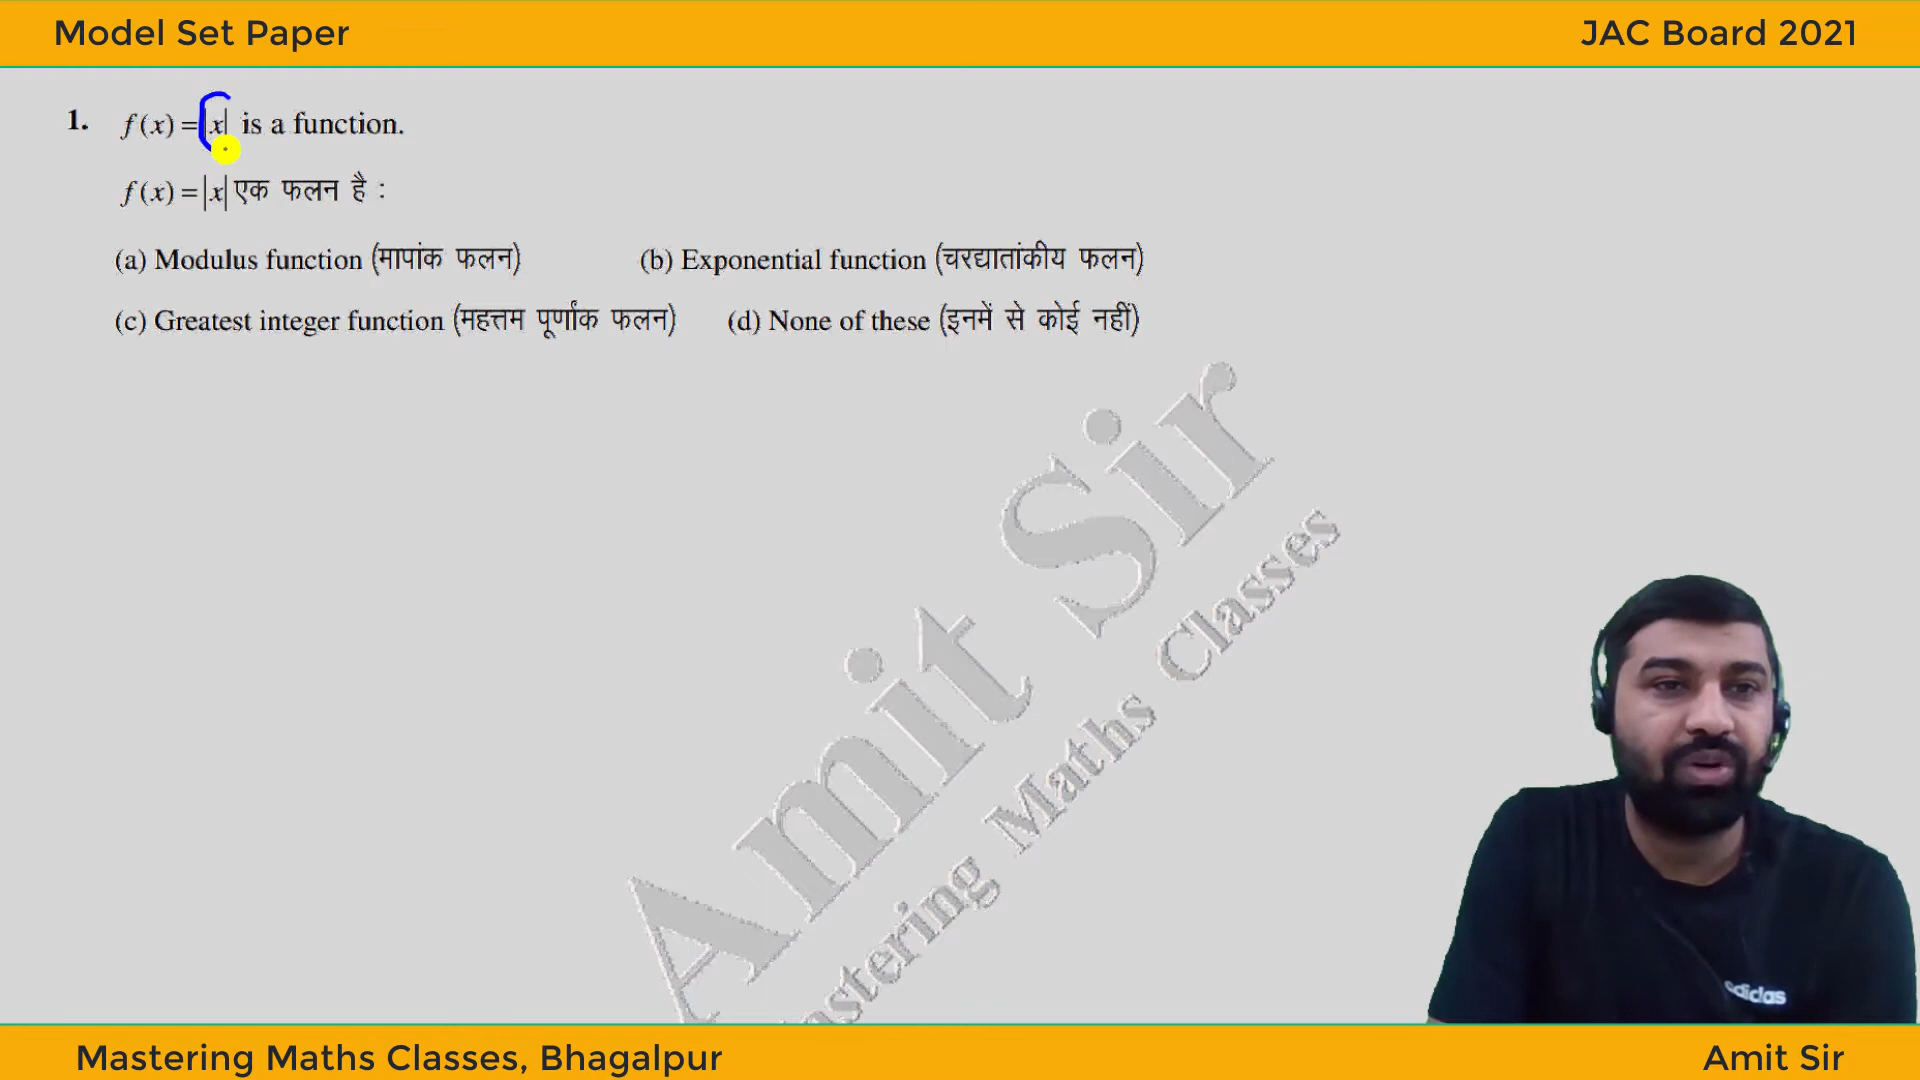 Model Set Paper
JAC Board 2021
1. f(x) = |x| is a function.
f(x) = |x| एक फलन है :
(a) Modulus function (मापांक फलन) (b) Exponential function (चरद्यातांकीय फलन)
(c) Greatest integer function (महत्तम पूर्णांक फलन) (d) None of these (इनमें से कोई नहीं)
Amit Sir
Maths Classes
adidas
Mastering Maths Classes, Bhagalpur
Amit Sir